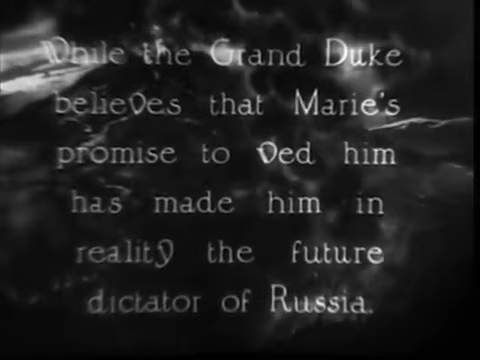 While the Grand Duke
believes that Marie's
promise to wed him
has made him in
reality the future
dictator of Russia.